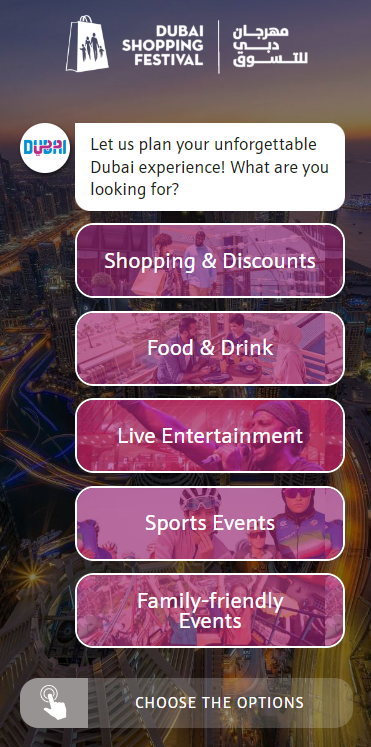 DUBAI
SHOPPING
FESTIVAL
مهرجان
دبي
للتسوق
DUBAI
Let us plan your unforgettable
Dubai experience! What are you
looking for?
Shopping & Discounts
Food & Drink
Live Entertainment
Sports Events
Family-friendly
Events
CHOOSE THE OPTIONS